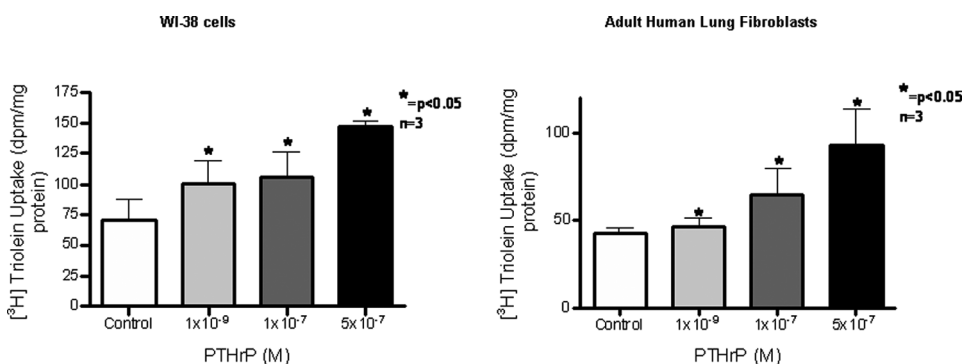 WI-38 cells
[³H] Triolein Uptake (dpm/mg
protein)
175
150
125
100
75
50
25
0
*
*
*
*=p<0.05
n=3
Control
1x10⁻⁹
1x10⁻⁷
5x10⁻⁷
PTHrP (M)
Adult Human Lung Fibroblasts
[³H] Triolein Uptake (dpm/mg
protein)
100
50
0
*
*
*
*=p<0.05
n=3
Control
1x10⁻⁹
1x10⁻⁷
5x10⁻⁷
PTHrP (M)